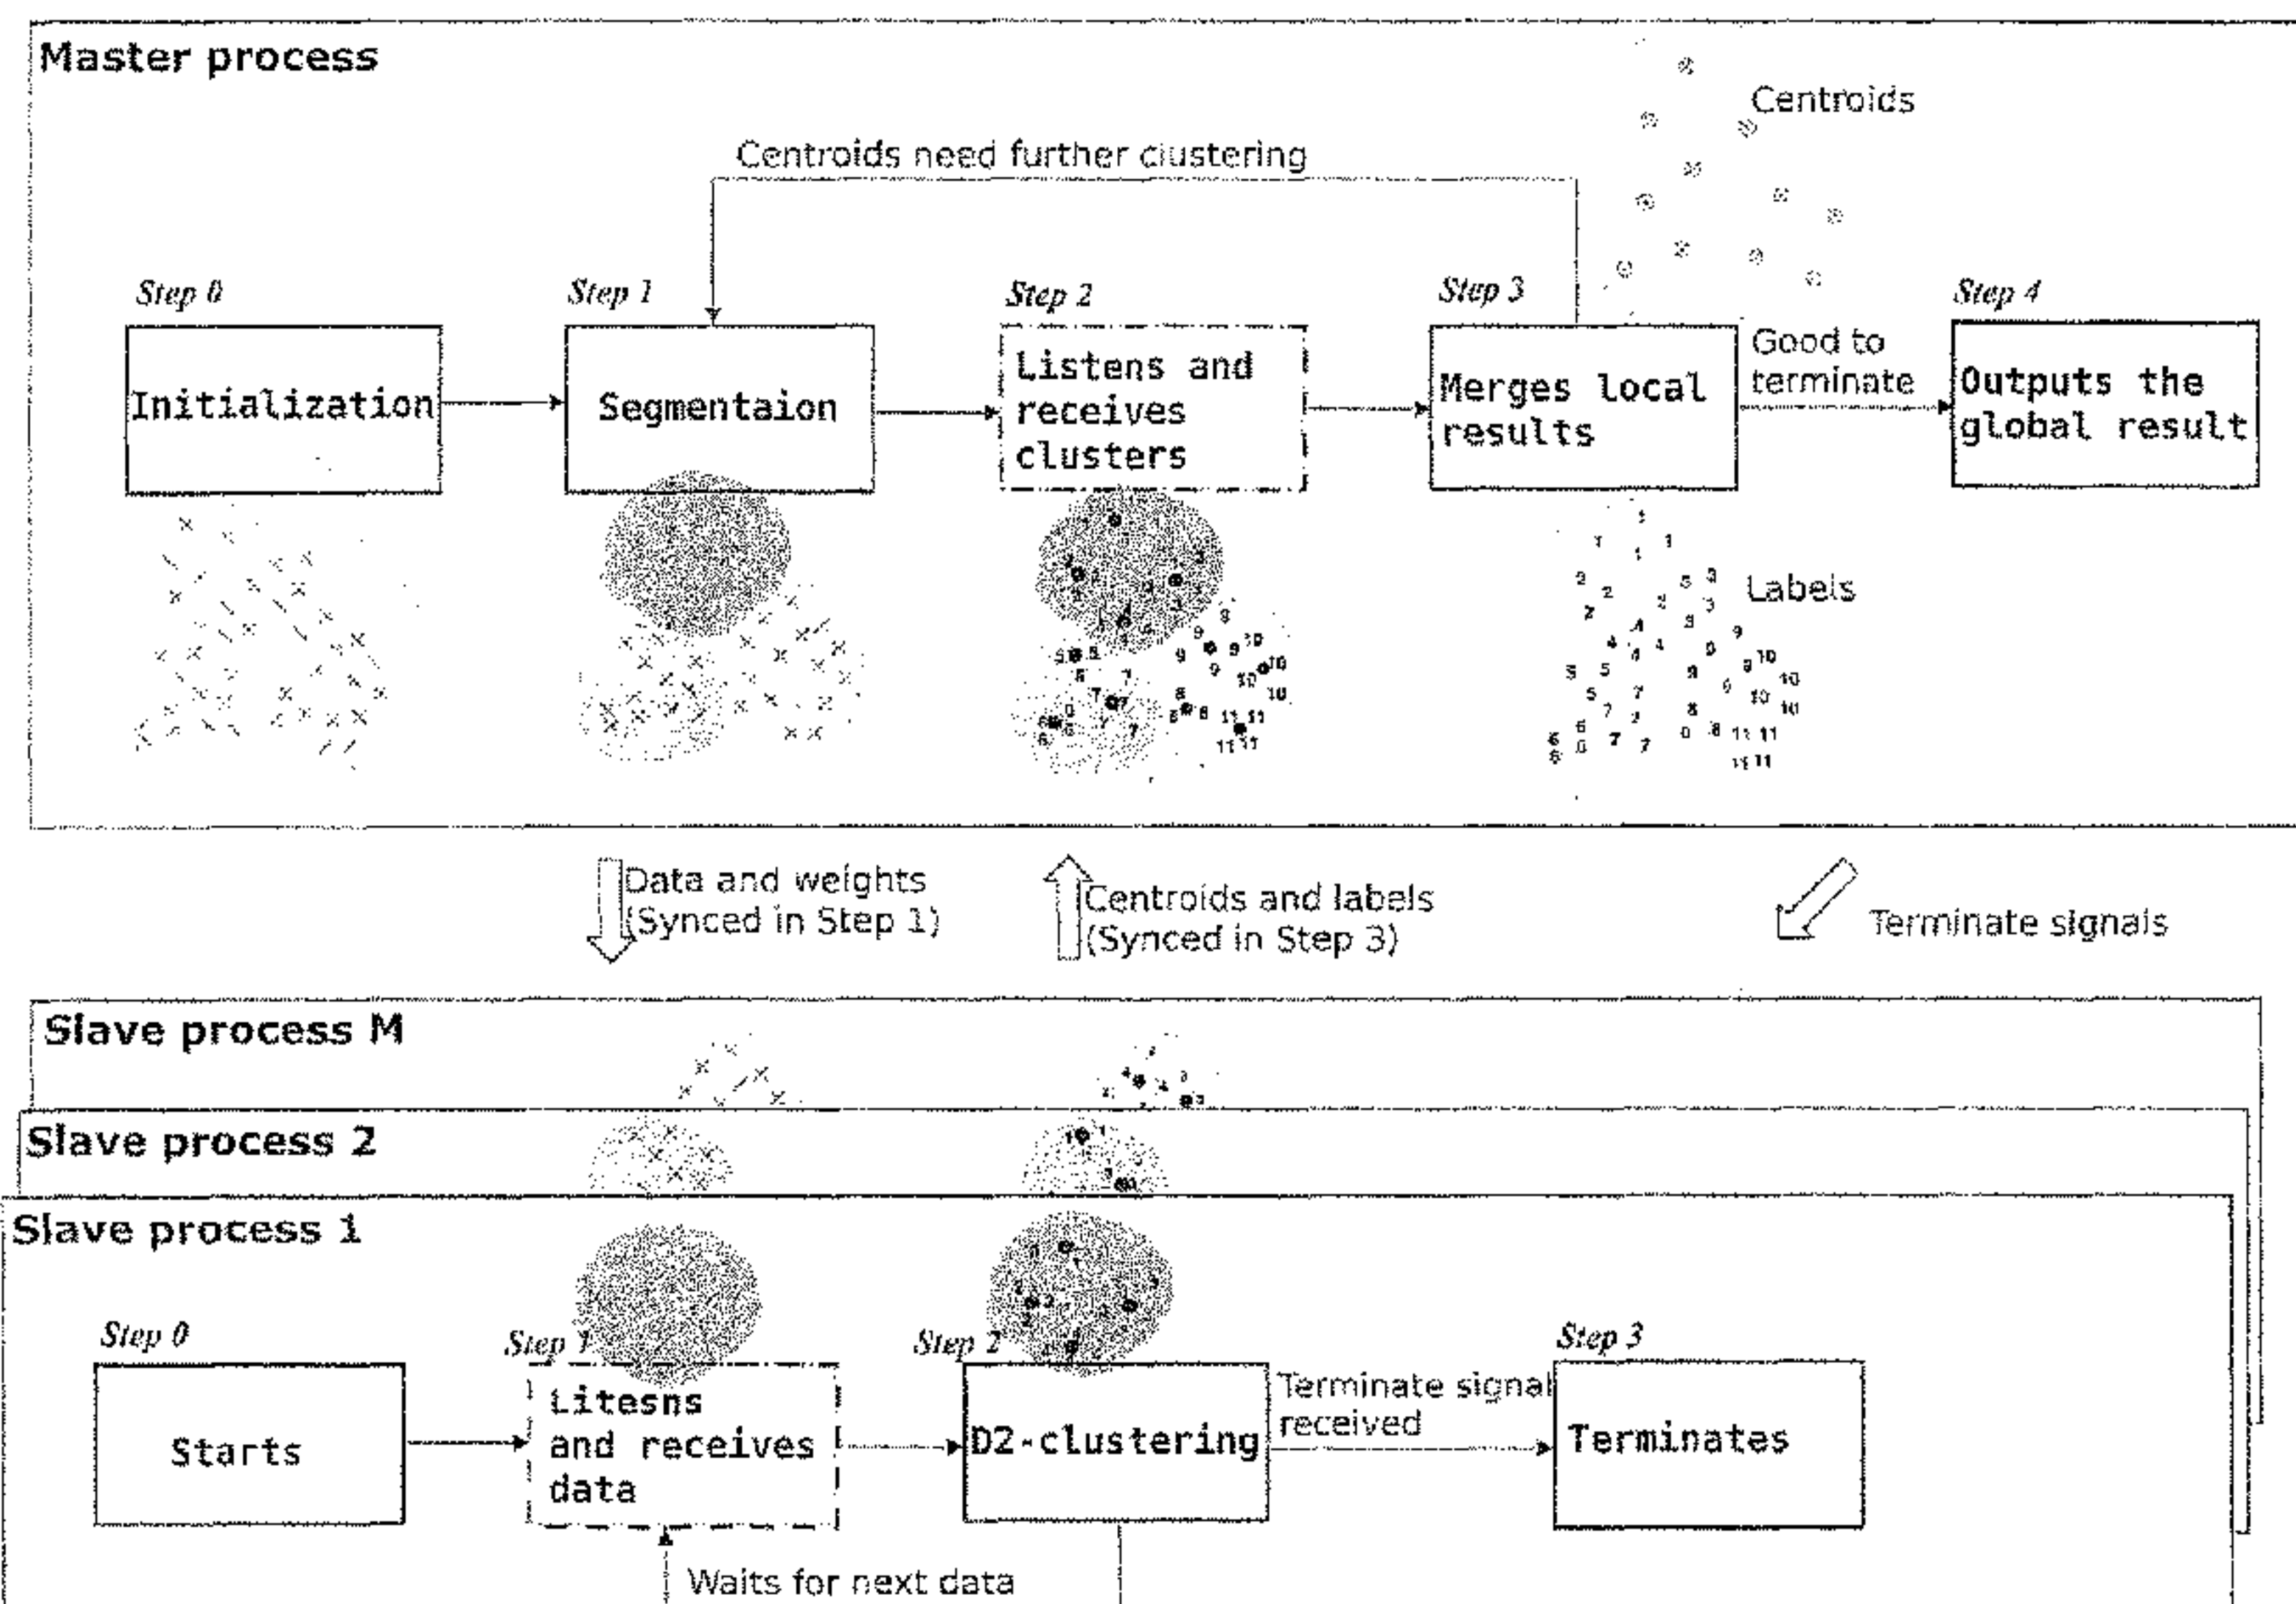 Master process
Centroids
Centroids need further clustering
Step 0
Step 1
Step 2
Step 3
Step 4
Initialization
Segmentaion
Listens and
receives
clusters
Merges local
results
Good to
terminate
Outputs the
global result
Labels
Data and weights
(Synced in Step 1)
Centroids and labels
(Synced in Step 3)
Terminate signals
Slave process M
Slave process 2
Slave process 1
Step 0
Step 1
Step 2
Step 3
Starts
Litesns
and receives
data
D2-clustering
Terminate signal
received
Terminates
Waits for next data